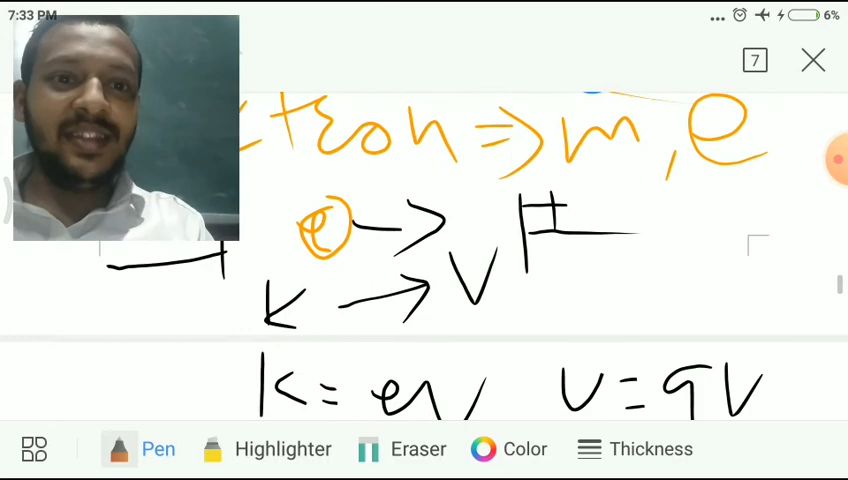 7:33 PM ... 6%
7
ctron ⇒ m, e
e →
K → V
K = eV U = qV
Pen Highlighter Eraser Color Thickness